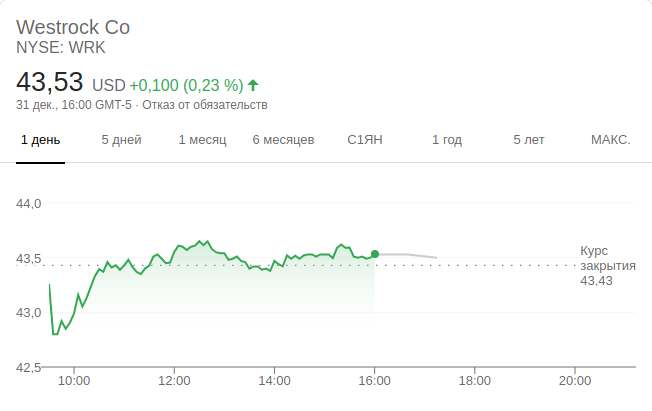 Westrock Co
NYSE: WRK
43,53 USD +0,100 (0,23 %)
31 дек., 16:00 GMT-5 · Отказ от обязательств
1 день 5 дней 1 месяц 6 месяцев С1ЯН 1 год 5 лет МАКС.
44,0
43,5
43,0
42,5
Курс
закрытия
43,43
10:00 12:00 14:00 16:00 18:00 20:00